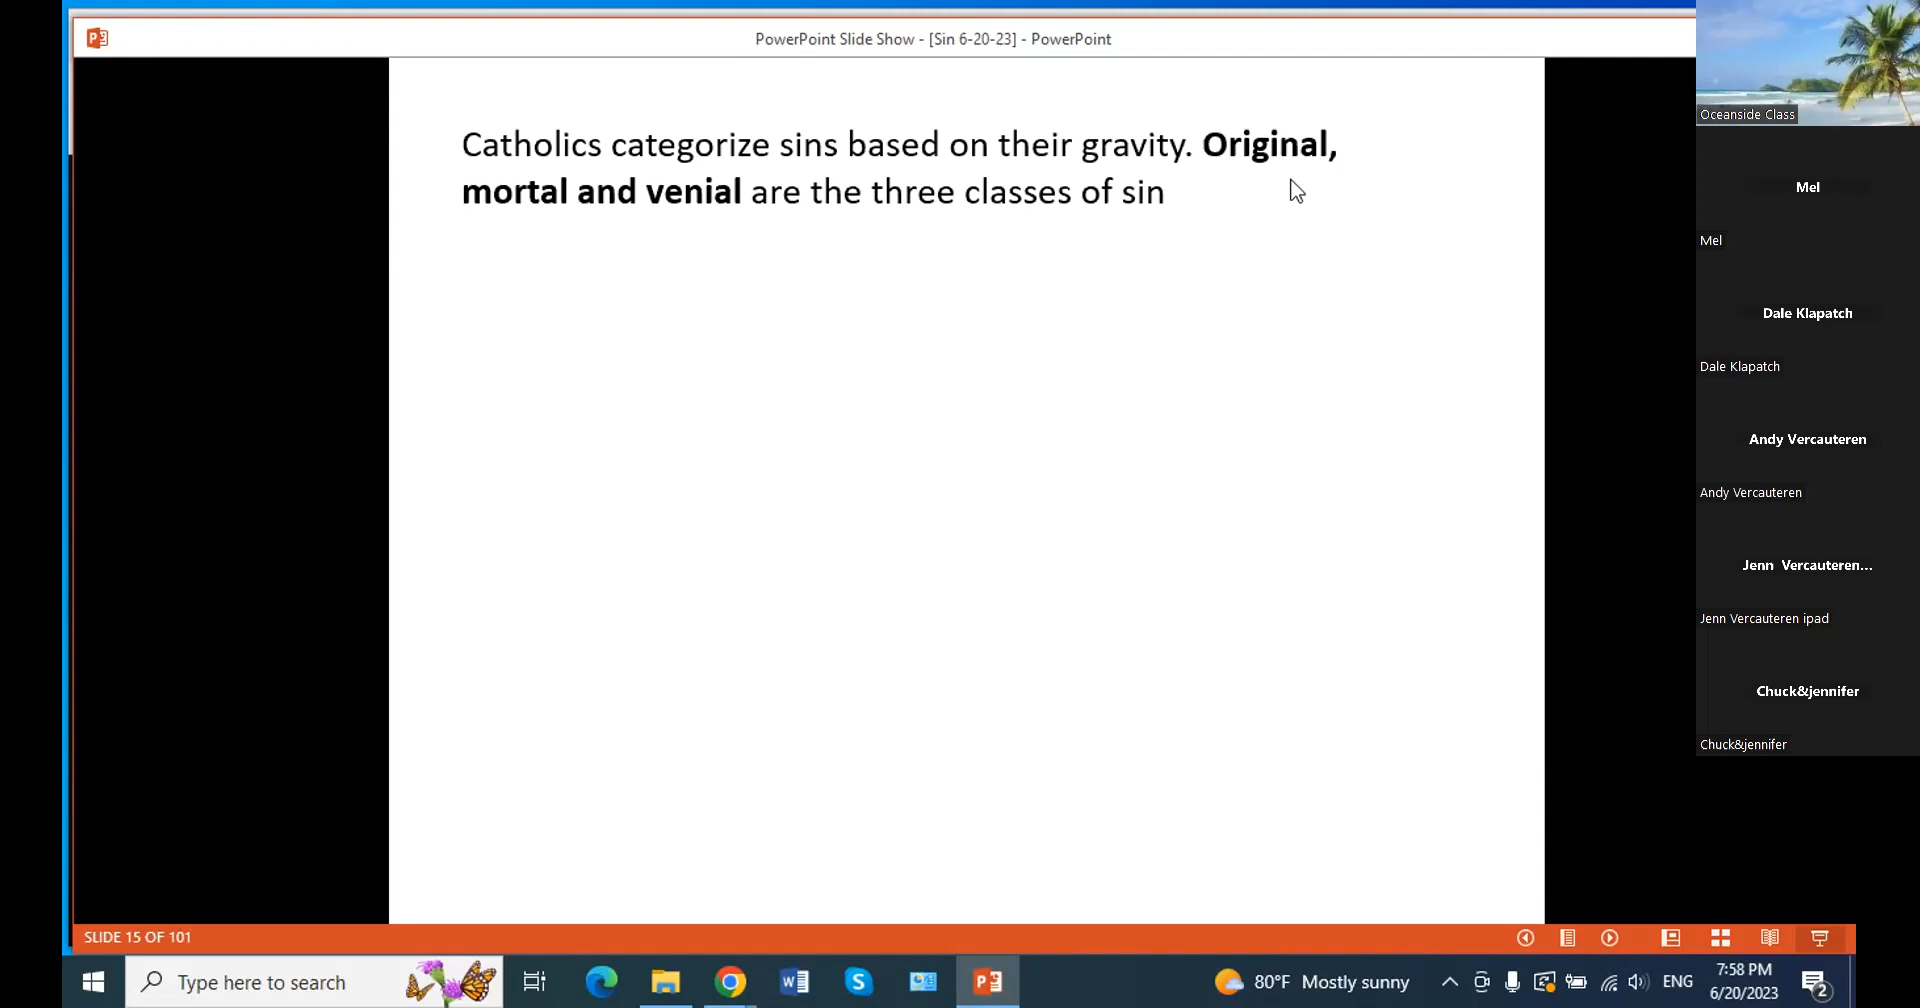 PowerPoint Slide Show - [Sin 6-20-23] - PowerPoint
Catholics categorize sins based on their gravity. Original,
mortal and venial are the three classes of sin
Oceanside Class
Mel
Mel
Dale Klapatch
Dale Klapatch
Andy Vercauteren
Andy Vercauteren
Jenn Vercauteren...
Jenn Vercauteren ipad
Chuck&jennifer
Chuck&jennifer
SLIDE 15 OF 101
Type here to search
80°F Mostly sunny
ENG
7:58 PM
6/20/2023
2